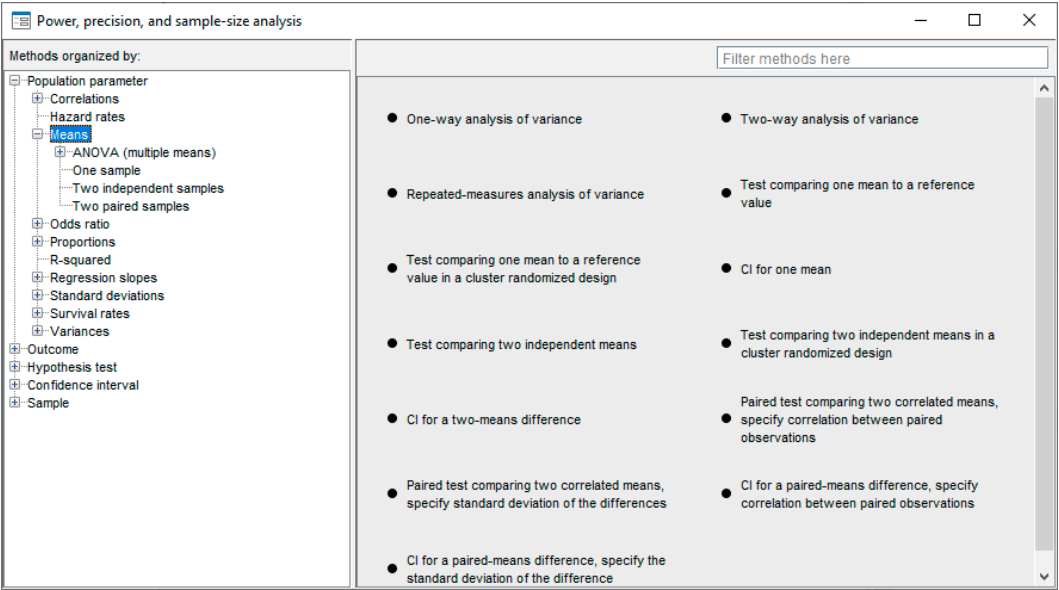 Power, precision, and sample-size analysis
Methods organized by:
Filter methods here
Population parameter
Correlations
Hazard rates
Means
ANOVA (multiple means)
One sample
Two independent samples
Two paired samples
Odds ratio
Proportions
R-squared
Regression slopes
Standard deviations
Survival rates
Variances
Outcome
Hypothesis test
Confidence interval
Sample
One-way analysis of variance
Two-way analysis of variance
Repeated-measures analysis of variance
Test comparing one mean to a reference
value
Test comparing one mean to a reference
value in a cluster randomized design
CI for one mean
Test comparing two independent means
Test comparing two independent means in a
cluster randomized design
CI for a two-means difference
Paired test comparing two correlated means,
specify correlation between paired
observations
Paired test comparing two correlated means,
specify standard deviation of the differences
CI for a paired-means difference, specify
correlation between paired observations
CI for a paired-means difference, specify the
standard deviation of the difference